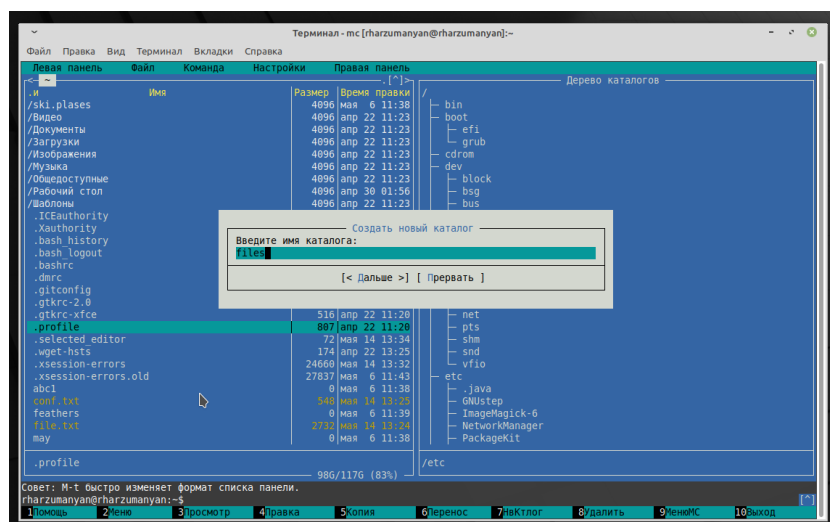 Терминал - mc [rharzumanyan@rharzumanyan]:~
Файл Правка Вид Терминал Вкладки Справка
Левая панель Файл Команда Настройки Правая панель
<─ ~ ─.[^]> Дерево каталогов
.и Имя Размер Время правки /
/ski.plases 4096 мая 6 11:38 bin
/Видео 4096 апр 22 11:23 boot
/Документы 4096 апр 22 11:23 efi
/Загрузки 4096 апр 22 11:23 grub
/Изображения 4096 апр 22 11:23 cdrom
/Музыка 4096 апр 22 11:23 dev
/Общедоступные 4096 апр 22 11:23 block
/Рабочий стол 4096 апр 30 01:56 bsg
/Шаблоны 4096 апр 22 11:23 bus
.ICEauthority
.Xauthority Создать новый каталог
.bash_history Введите имя каталога:
.bash_logout files
.bashrc
.dmrc [< Дальше >] [ Прервать ]
.gitconfig
.gtkrc-2.0
.gtkrc-xfce 516 апр 22 11:20 net
.profile 807 апр 22 11:20 pts
.selected_editor 72 мая 14 13:34 shm
.wget-hsts 174 апр 22 13:25 snd
.xsession-errors 24660 мая 14 13:32 vfio
.xsession-errors.old 27837 мая 6 11:43 etc
abc1 0 мая 6 11:38 .java
conf.txt 548 мая 14 13:25 GNUstep
feathers 0 мая 6 11:39 ImageMagick-6
file.txt 2732 мая 14 13:24 NetworkManager
may 0 мая 6 11:38 PackageKit
.profile /etc
98G/117G (83%)
Совет: M-t быстро изменяет формат списка панели.
rharzumanyan@rharzumanyan:~$ [^]
1Помощь 2Меню 3Просмотр 4Правка 5Копия 6Перенос 7НвКтлог 8Удалить 9МенюМС 10Выход